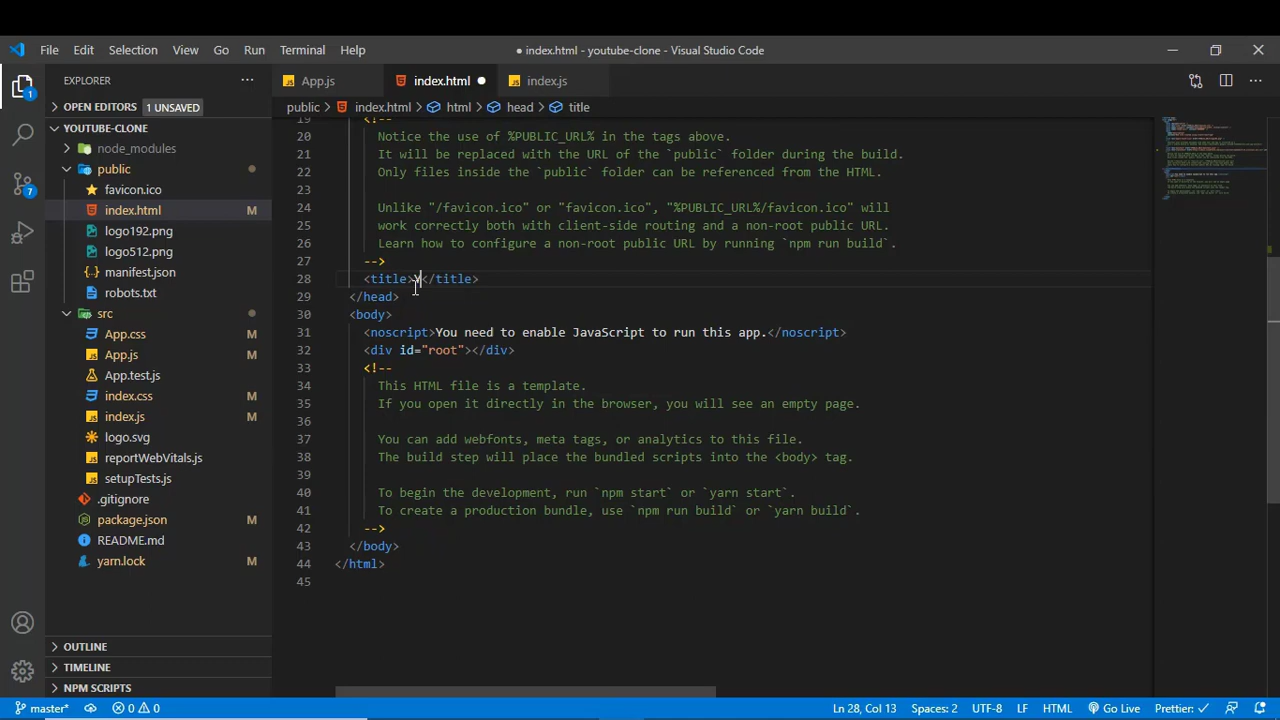 File Edit Selection View Go Run Terminal Help
● index.html - youtube-clone - Visual Studio Code
EXPLORER
App.js
index.html
index.js
1
OPEN EDITORS 1 UNSAVED
public > index.html > html > head > title
YOUTUBE-CLONE
node_modules
public
favicon.ico
index.html M
logo192.png
logo512.png
manifest.json
robots.txt
src
App.css
App.js
App.test.js
index.css
index.js M
logo.svg
reportWebVitals.js
setupTests.js
.gitignore
package.json M
README.md
yarn.lock M
7
OUTLINE
TIMELINE
NPM SCRIPTS
19 <!--
20 Notice the use of %PUBLIC_URL% in the tags above.
21 It will be replaced with the URL of the `public` folder during the build.
22 Only files inside the `public` folder can be referenced from the HTML.
23
24 Unlike "/favicon.ico" or "favicon.ico", "%PUBLIC_URL%/favicon.ico" will
25 work correctly both with client-side routing and a non-root public URL.
26 Learn how to configure a non-root public URL by running `npm run build`.
27 -->
28 <title>Y</title>
29 </head>
30 <body>
31 <noscript>You need to enable JavaScript to run this app.</noscript>
32 <div id="root"></div>
33 <!--
34 This HTML file is a template.
35 If you open it directly in the browser, you will see an empty page.
36
37 You can add webfonts, meta tags, or analytics to this file.
38 The build step will place the bundled scripts into the <body> tag.
39
40 To begin the development, run `npm start` or `yarn start`.
41 To create a production bundle, use `npm run build` or `yarn build`.
42 -->
43 </body>
44 </html>
45
master* 0 0 Ln 28, Col 13 Spaces: 2 UTF-8 LF HTML Go Live Prettier: ✓